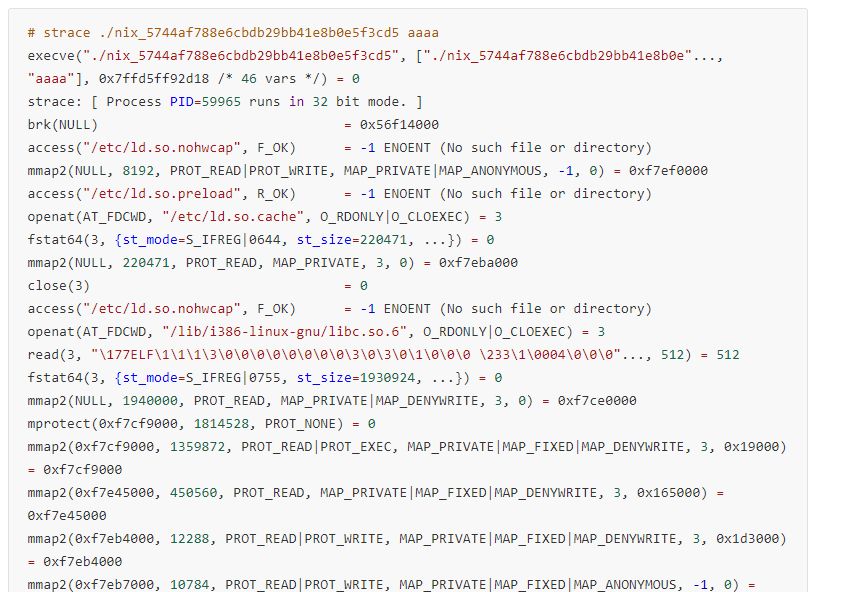 # strace ./nix_5744af788e6cbdb29bb41e8b0e5f3cd5 aaaa
execve("./nix_5744af788e6cbdb29bb41e8b0e5f3cd5", ["./nix_5744af788e6cbdb29bb41e8b0e"...,
"aaaa"], 0x7ffd5ff92d18 /* 46 vars */) = 0
strace: [ Process PID=59965 runs in 32 bit mode. ]
brk(NULL) = 0x56f14000
access("/etc/ld.so.nohwcap", F_OK) = -1 ENOENT (No such file or directory)
mmap2(NULL, 8192, PROT_READ|PROT_WRITE, MAP_PRIVATE|MAP_ANONYMOUS, -1, 0) = 0xf7ef0000
access("/etc/ld.so.preload", R_OK) = -1 ENOENT (No such file or directory)
openat(AT_FDCWD, "/etc/ld.so.cache", O_RDONLY|O_CLOEXEC) = 3
fstat64(3, {st_mode=S_IFREG|0644, st_size=220471, ...}) = 0
mmap2(NULL, 220471, PROT_READ, MAP_PRIVATE, 3, 0) = 0xf7eba000
close(3) = 0
access("/etc/ld.so.nohwcap", F_OK) = -1 ENOENT (No such file or directory)
openat(AT_FDCWD, "/lib/i386-linux-gnu/libc.so.6", O_RDONLY|O_CLOEXEC) = 3
read(3, "\177ELF\1\1\1\3\0\0\0\0\0\0\0\0\3\0\3\0\1\0\0\0 \233\1\0004\0\0\0"..., 512) = 512
fstat64(3, {st_mode=S_IFREG|0755, st_size=1930924, ...}) = 0
mmap2(NULL, 1940000, PROT_READ, MAP_PRIVATE|MAP_DENYWRITE, 3, 0) = 0xf7ce0000
mprotect(0xf7cf9000, 1814528, PROT_NONE) = 0
mmap2(0xf7cf9000, 1359872, PROT_READ|PROT_EXEC, MAP_PRIVATE|MAP_FIXED|MAP_DENYWRITE, 3, 0x19000)
= 0xf7cf9000
mmap2(0xf7e45000, 450560, PROT_READ, MAP_PRIVATE|MAP_FIXED|MAP_DENYWRITE, 3, 0x165000) =
0xf7e45000
mmap2(0xf7eb4000, 12288, PROT_READ|PROT_WRITE, MAP_PRIVATE|MAP_FIXED|MAP_DENYWRITE, 3, 0x1d3000)
= 0xf7eb4000
mmap2(0xf7eb7000, 10784, PROT_READ|PROT_WRITE, MAP_PRIVATE|MAP_FIXED|MAP_ANONYMOUS, -1, 0) =